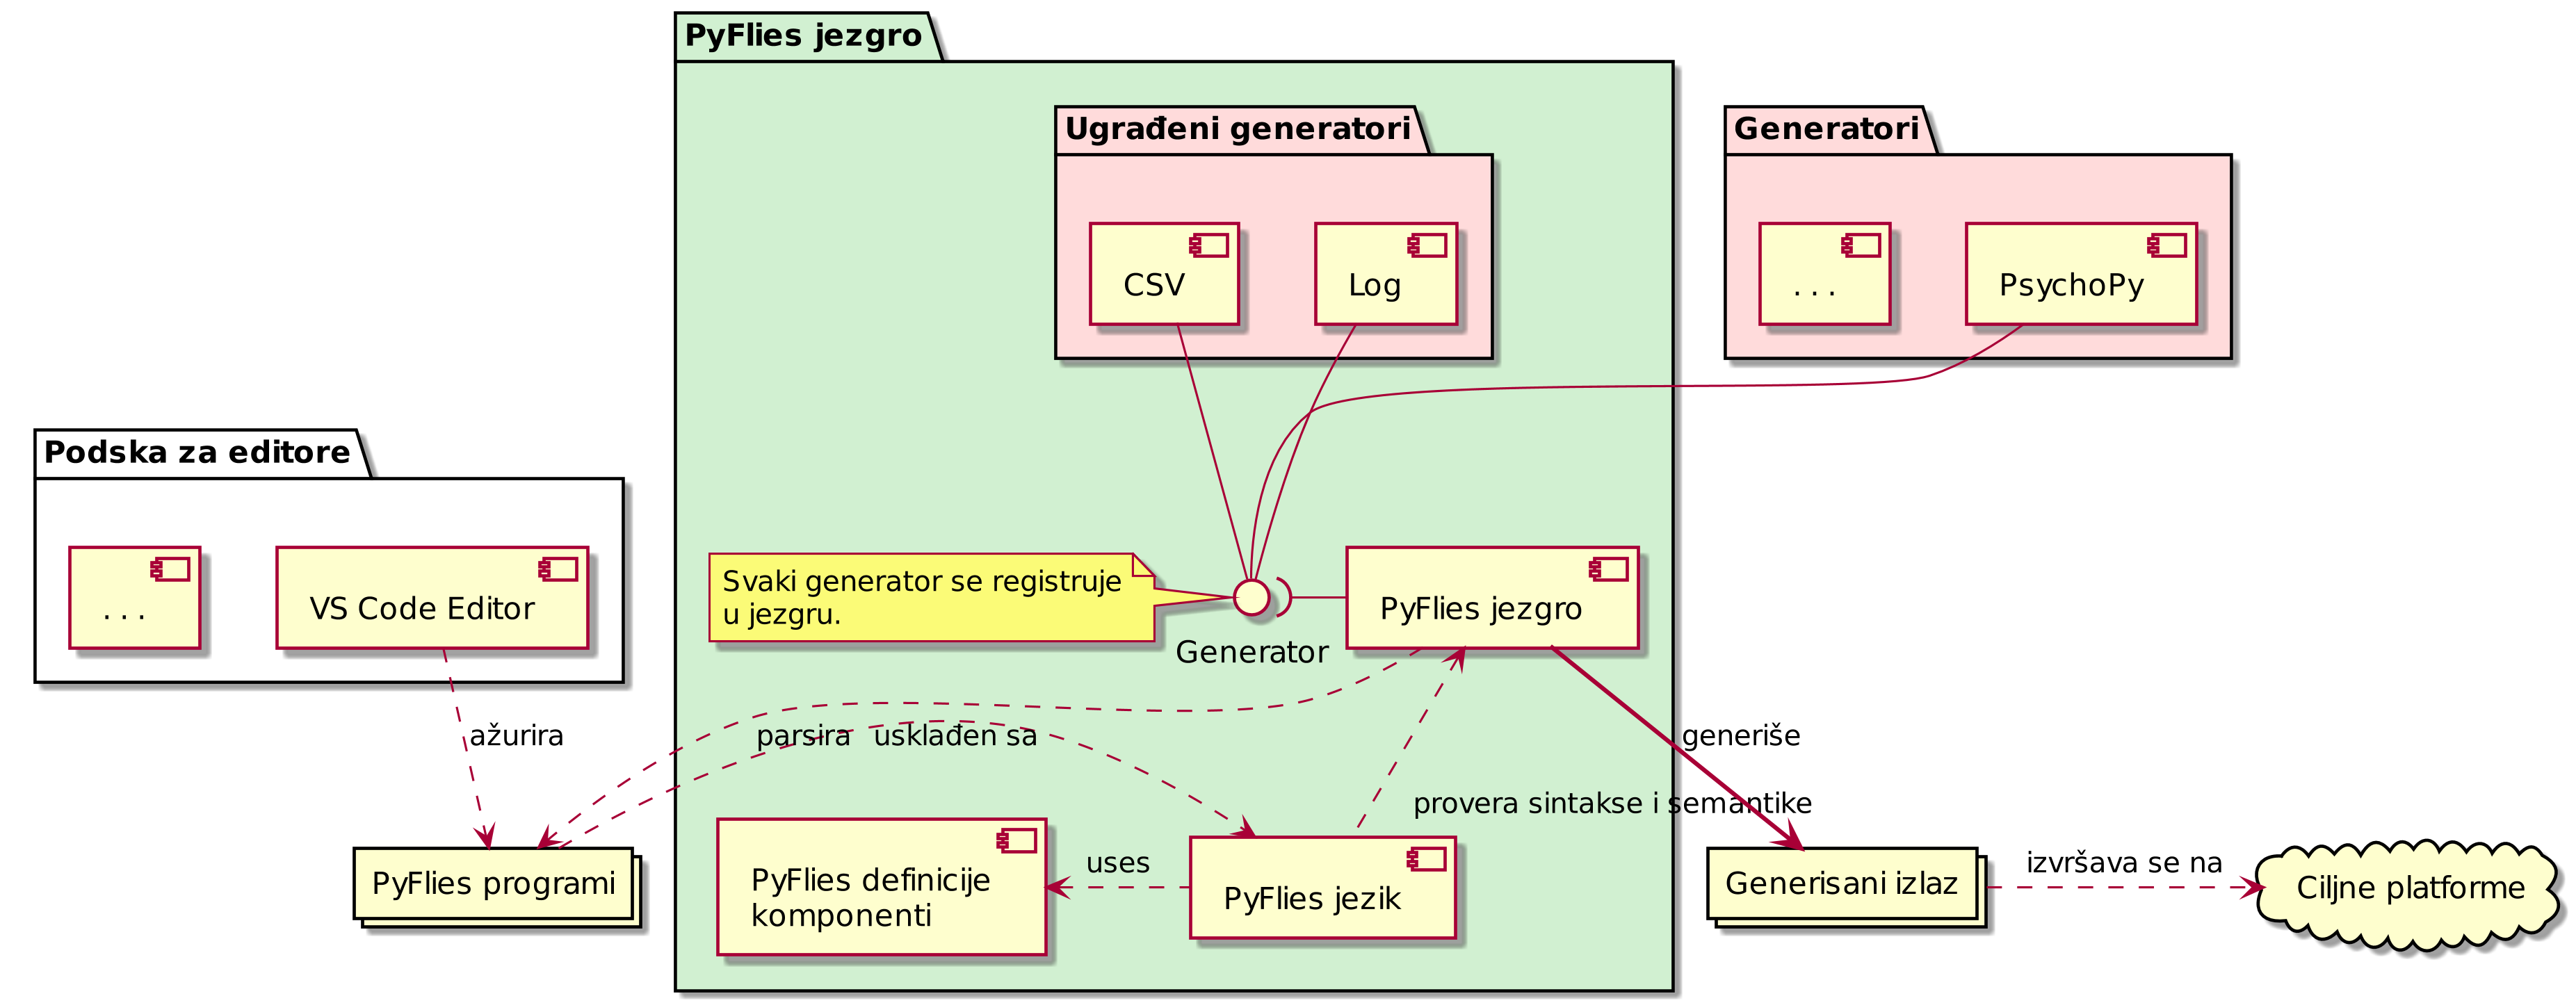 PyFlies jezgro
Ugrađeni generatori
Generatori
CSV
Log
. . .
PsychoPy
Podska za editore
. . .
VS Code Editor
Svaki generator se registruje
u jezgru.
Generator
PyFlies jezgro
ažurira
parsira
usklađen sa
generiše
provera sintakse i semantike
PyFlies programi
PyFlies definicije
komponenti
uses
PyFlies jezik
Generisani izlaz
izvršava se na
Ciljne platforme